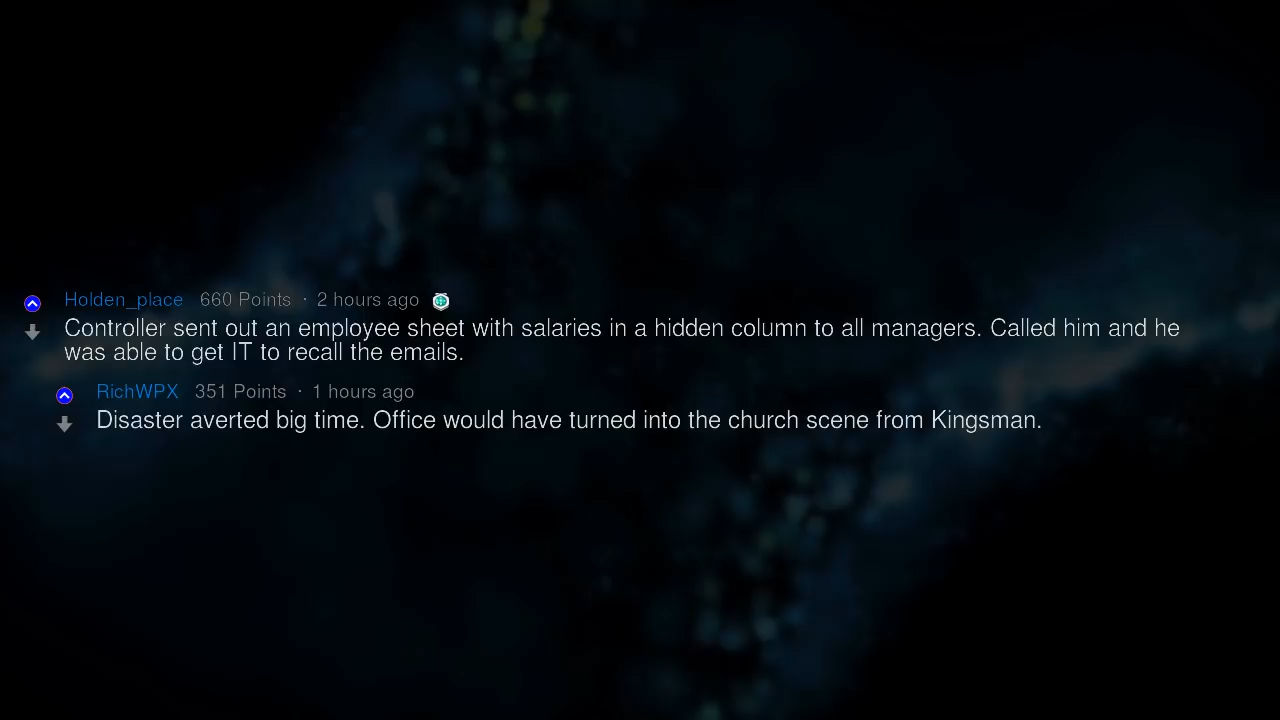 Holden_place 660 Points · 2 hours ago
Controller sent out an employee sheet with salaries in a hidden column to all managers. Called him and he
was able to get IT to recall the emails.
RichWPX 351 Points · 1 hours ago
Disaster averted big time. Office would have turned into the church scene from Kingsman.